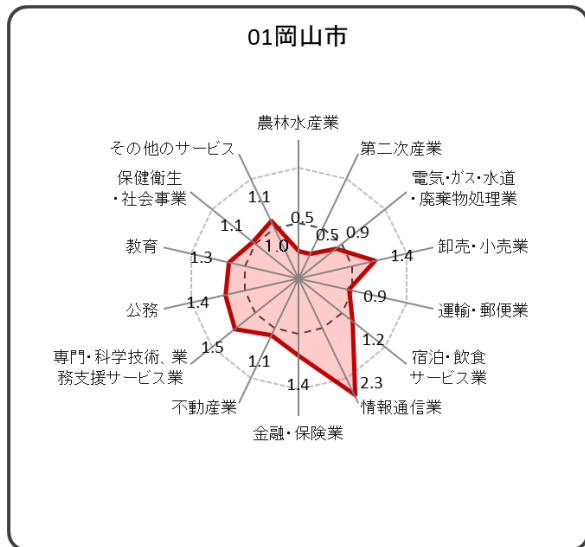 01岡山市
農林水産業
その他のサービス
第二次産業
保健衛生
・社会事業
電気・ガス・水道
・廃棄物処理業
1.1
0.5
0.5
0.9
1.1
1.0
教育
1.3
1.4
卸売・小売業
公務
1.4
0.9
運輸・郵便業
専門・科学技術、業
務支援サービス業
1.5
1.2
宿泊・飲食
サービス業
1.1
1.4
2.3
不動産業
情報通信業
金融・保険業